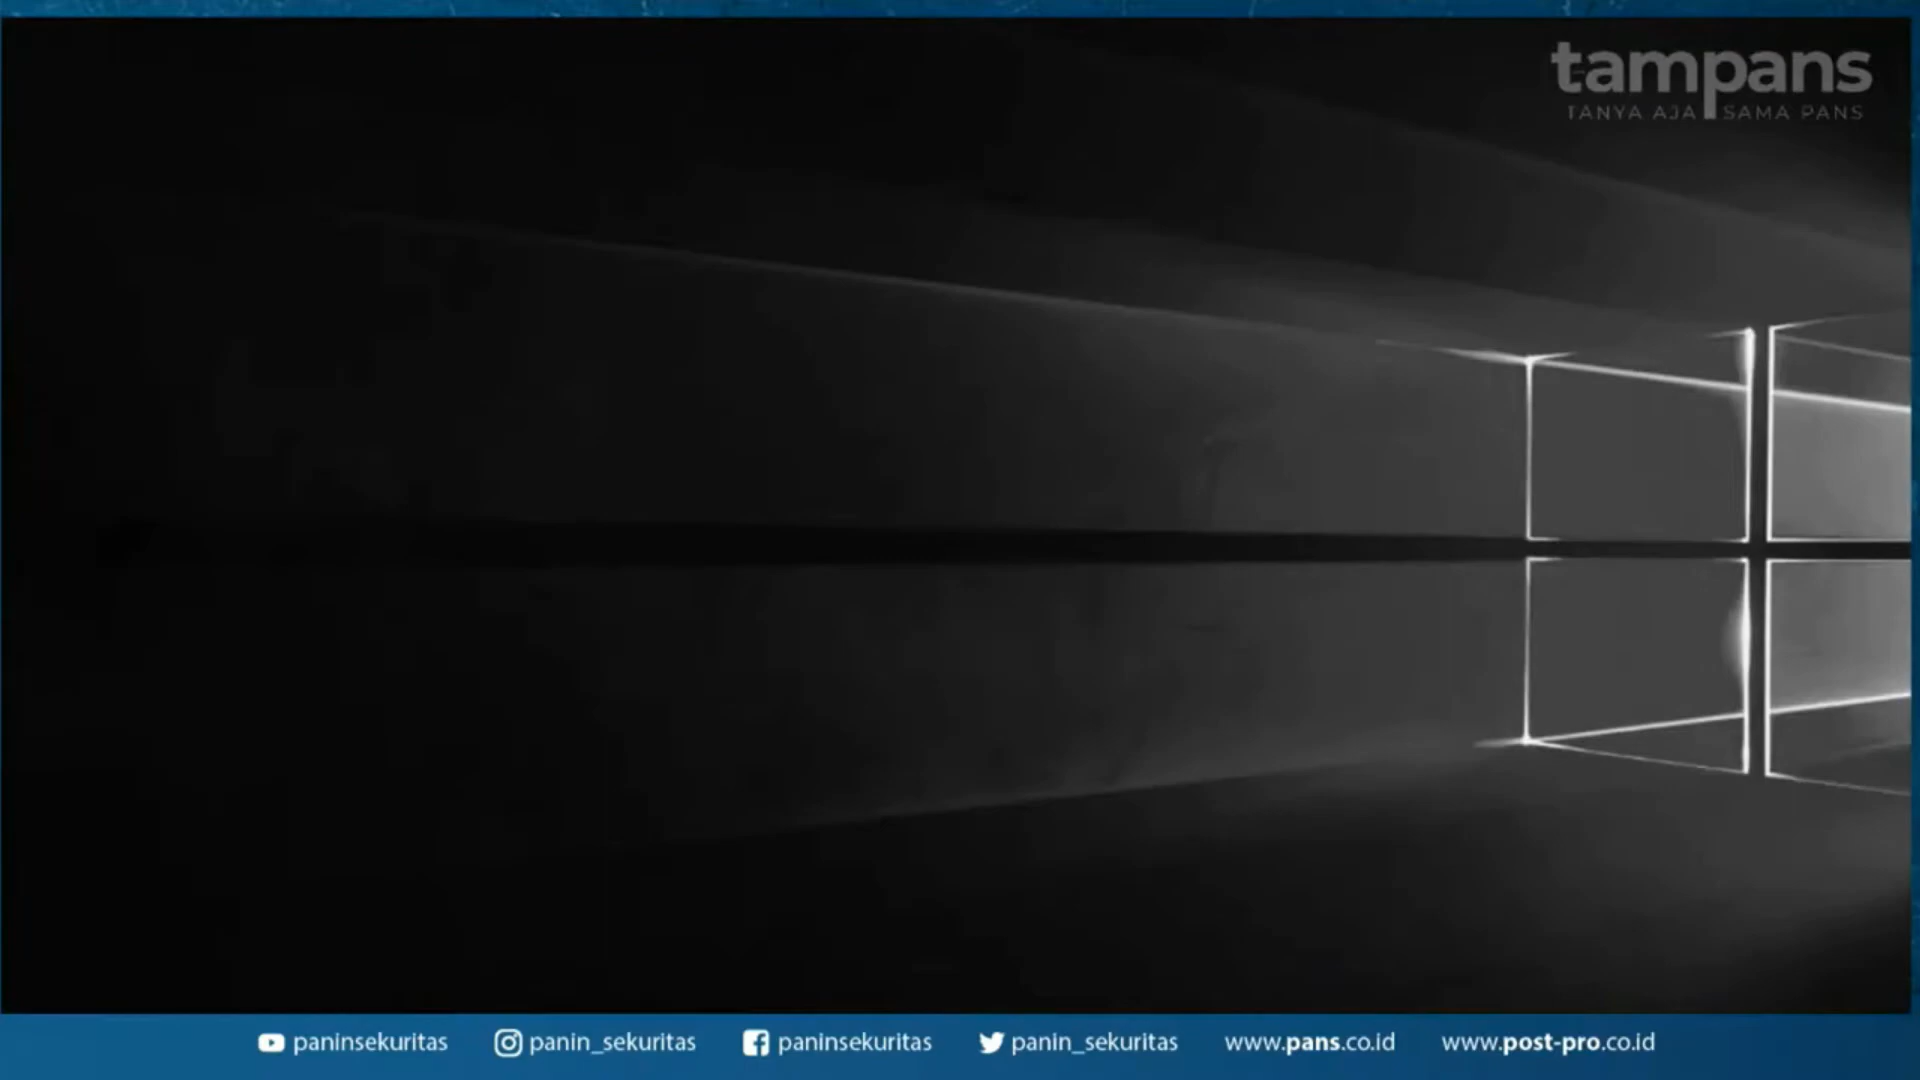 tampans
TANYA AJA SAMA PANS
paninsekuritas panin_sekuritas paninsekuritas panin_sekuritas www.pans.co.id www.post-pro.co.id